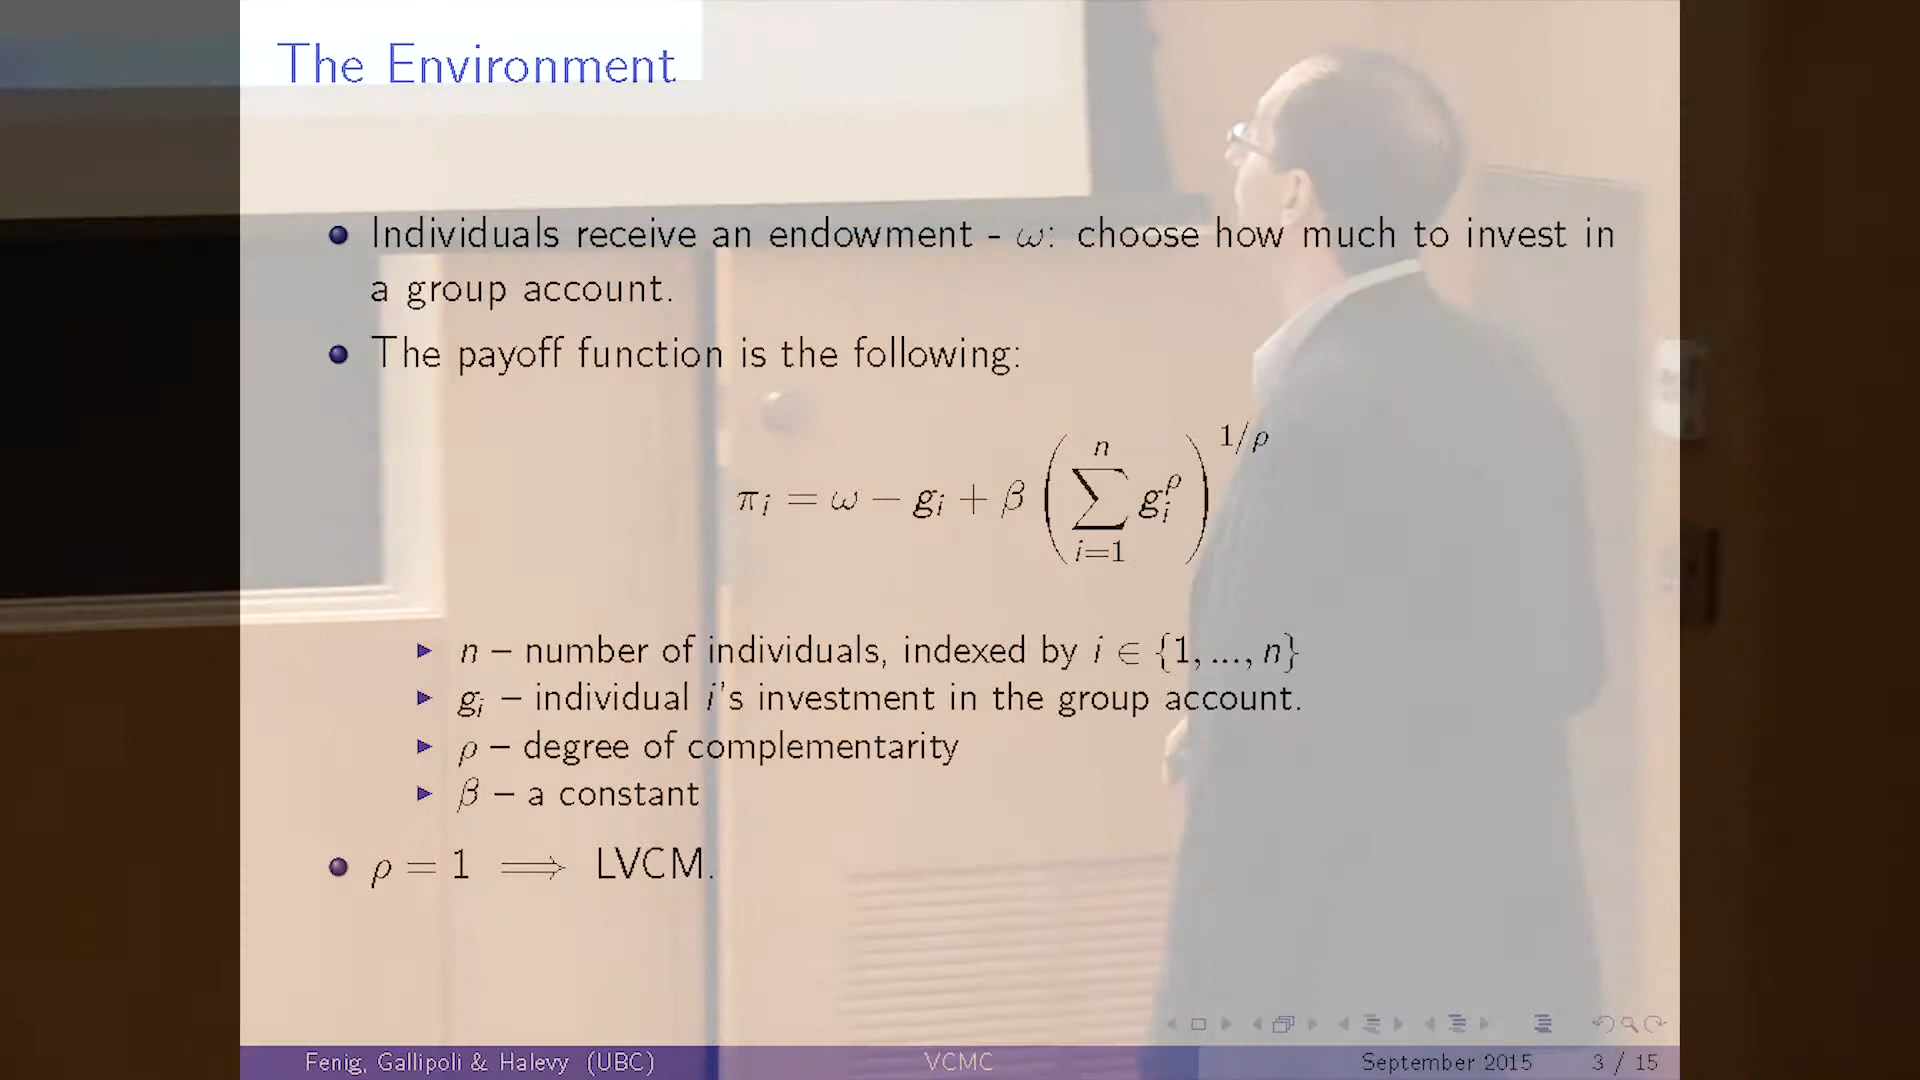 The Environment
Individuals receive an endowment - ω: choose how much to invest in
a group account.
The payoff function is the following:
π_i = ω − g_i + β (∑_{i=1}^{n} g_i^ρ)^{1/ρ}
n – number of individuals, indexed by i ∈ {1, ..., n}
g_i – individual i's investment in the group account.
ρ – degree of complementarity
β – a constant
ρ = 1 ⟹ LVCM.
Fenig, Gallipoli & Halevy (UBC) VCMC September 2015 3 / 15